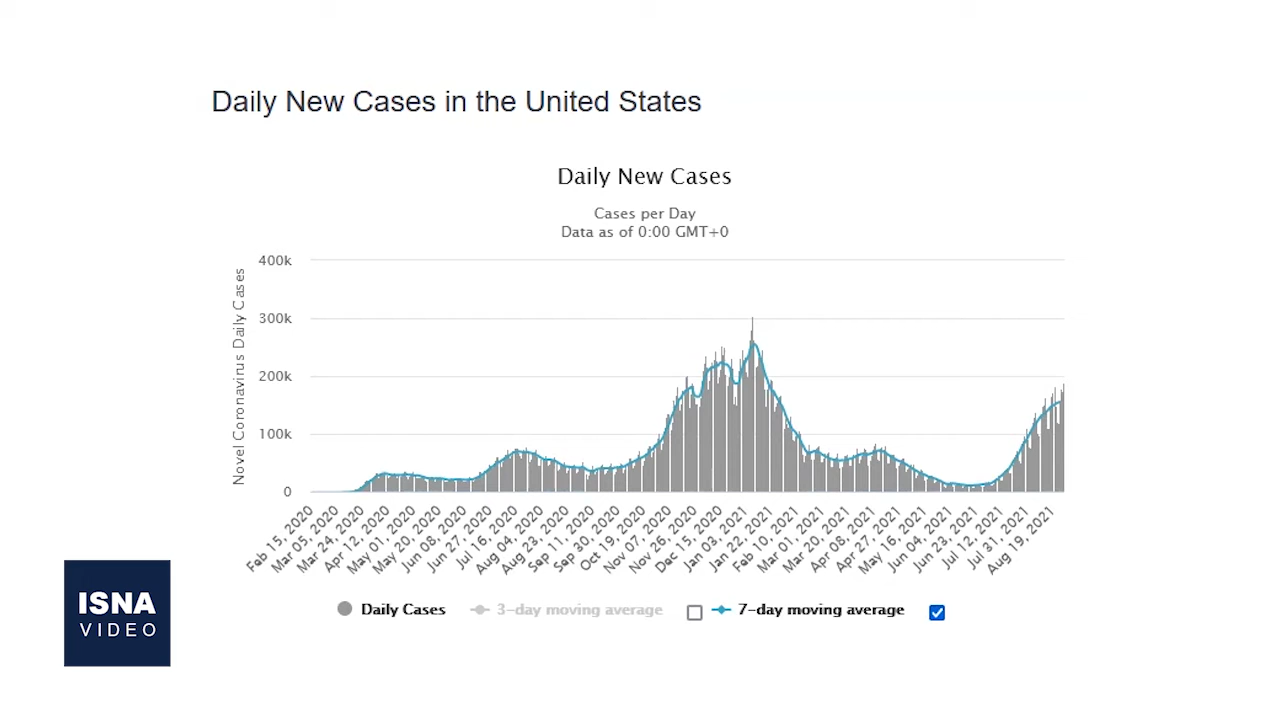 Daily New Cases in the United States
Daily New Cases
Cases per Day
Data as of 0:00 GMT+0
Novel Coronavirus Daily Cases
400k
300k
200k
100k
0
Feb 15, 2020
Mar 05, 2020
Mar 24, 2020
Apr 12, 2020
May 01, 2020
May 20, 2020
Jun 08, 2020
Jun 27, 2020
Jul 16, 2020
Aug 04, 2020
Aug 23, 2020
Sep 11, 2020
Sep 30, 2020
Oct 19, 2020
Nov 07, 2020
Nov 26, 2020
Dec 15, 2020
Jan 03, 2021
Jan 22, 2021
Feb 10, 2021
Mar 01, 2021
Mar 20, 2021
Apr 08, 2021
Apr 27, 2021
May 16, 2021
Jun 04, 2021
Jun 23, 2021
Jul 12, 2021
Jul 31, 2021
Aug 19, 2021
Daily Cases 3-day moving average 7-day moving average
ISNA
VIDEO